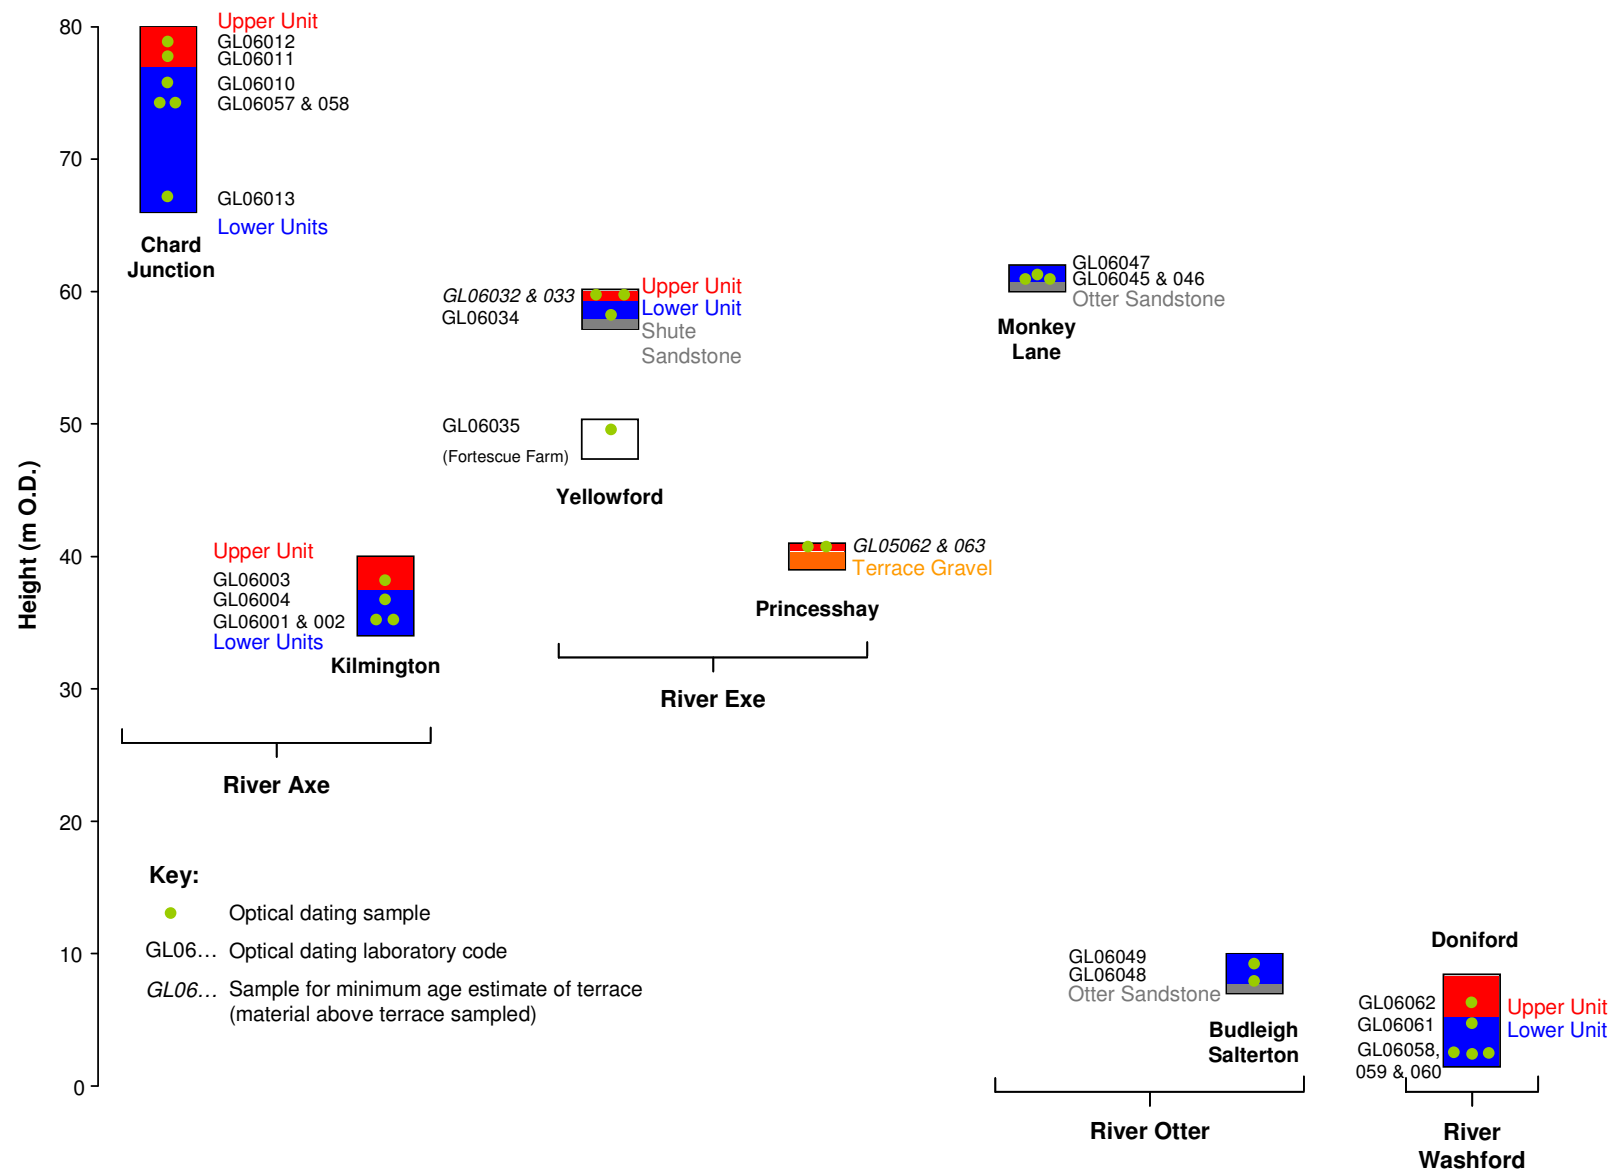 Height (m O.D.)
80
70
60
50
40
30
20
10
0
Upper Unit
GL06012
GL06011
GL06010
GL06057 & 058
GL06013
Lower Units
Chard
Junction
Upper Unit
GL06003
GL06004
GL06001 & 002
Lower Units
Kilmington
River Axe
GL06032 & 033
GL06034
Upper Unit
Lower Unit
Shute
Sandstone
GL06035
(Fortescue Farm)
Yellowford
GL05062 & 063
Terrace Gravel
Princesshay
River Exe
GL06047
GL06045 & 046
Otter Sandstone
Monkey
Lane
GL06049
GL06048
Otter Sandstone
Budleigh
Salterton
River Otter
Doniford
GL06062
GL06061
GL06058,
059 & 060
Upper Unit
Lower Unit
River
Washford
Key:
Optical dating sample
GL06... Optical dating laboratory code
GL06... Sample for minimum age estimate of terrace
(material above terrace sampled)